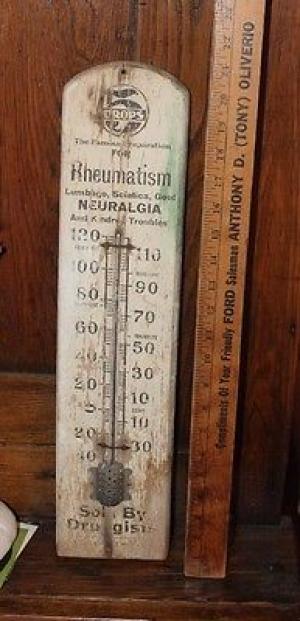 5
DROPS
The Famous Preparation
FOR
Rheumatism
Lumbago, Sciatica, Gout
NEURALGIA
And Kindred Troubles
120
110
100
90
80
70
60
50
40
30
20
10
10
20
30
Sold By
Druggists
Compliments Of Your Friendly FORD Salesman ANTHONY D. (TONY) OLIVERIO